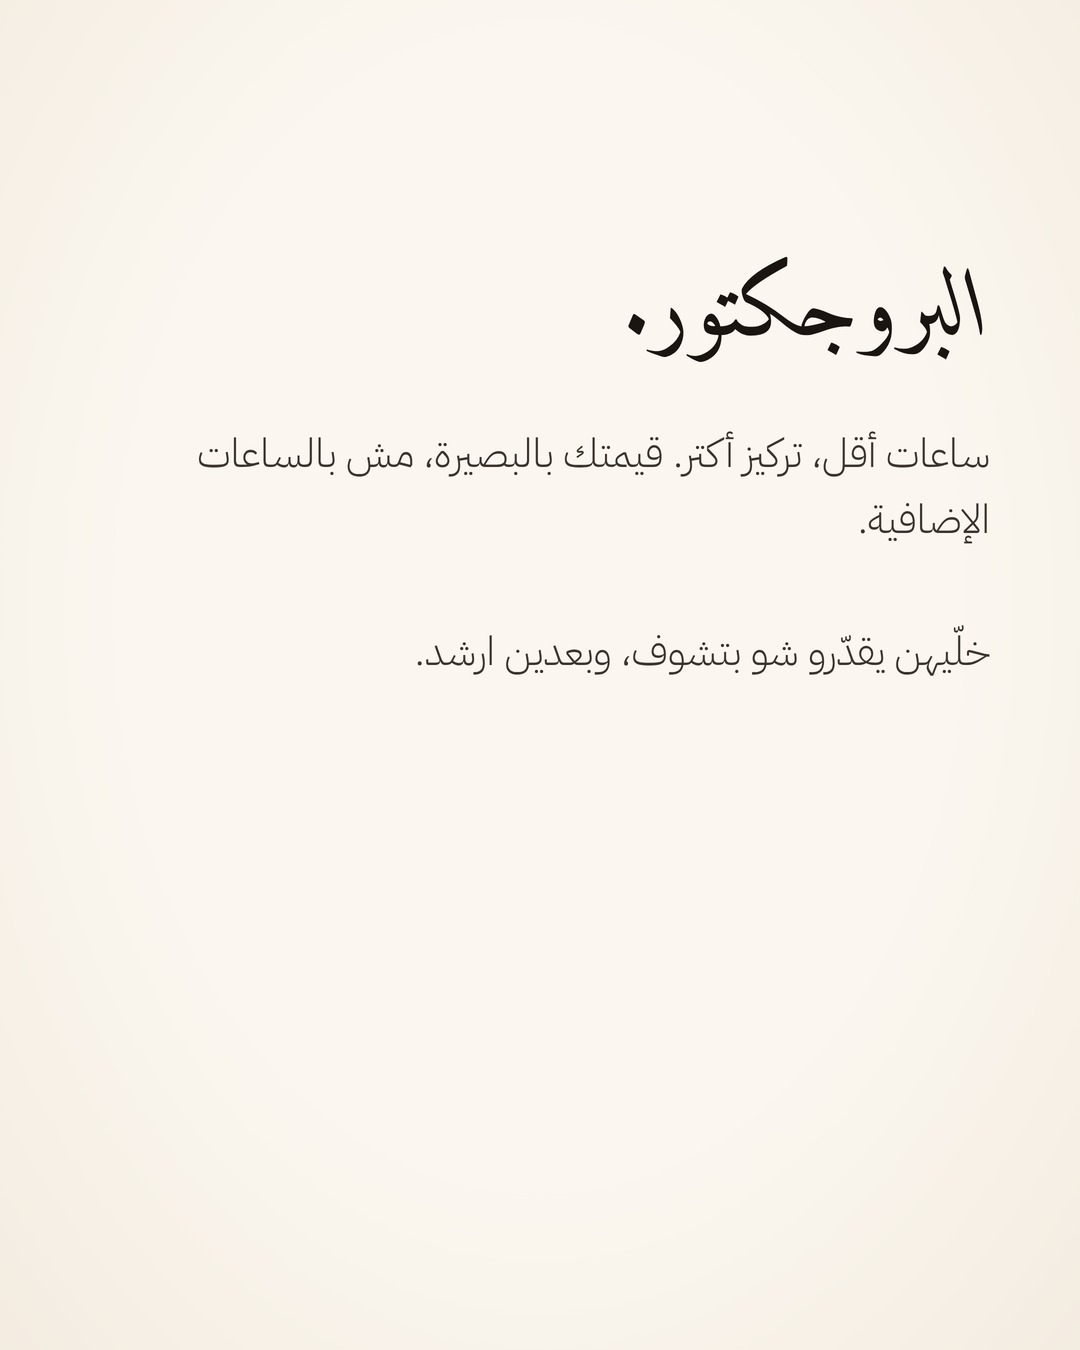 البروجكتور.
ساعات أقل، تركيز أكتر. قيمتك بالبصيرة، مش بالساعات
الإضافية.
خلّيهن يقدّرو شو بتشوف، وبعدين ارشد.